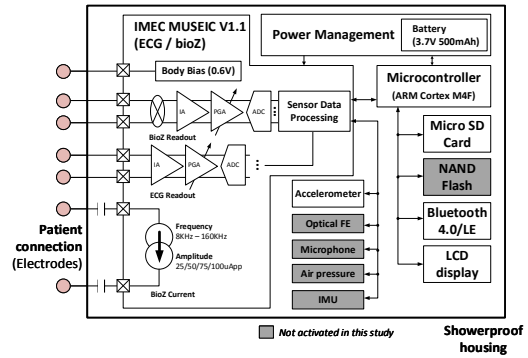 IMEC MUSEIC V1.1
(ECG / bioZ)
Body Bias (0.6V)
IA
PGA
ADC
BioZ Readout
Sensor Data
Processing
IA
PGA
ADC
ECG Readout
Patient
connection
(Electrodes)
Frequency
8KHz – 160KHz
Amplitude
25/50/75/100uApp
BioZ Current
Power Management
Battery
(3.7V 500mAh)
Microcontroller
(ARM Cortex M4F)
Micro SD
Card
NAND
Flash
Bluetooth
4.0/LE
LCD
display
Accelerometer
Optical FE
Microphone
Air pressure
IMU
Not activated in this study
Showerproof
housing